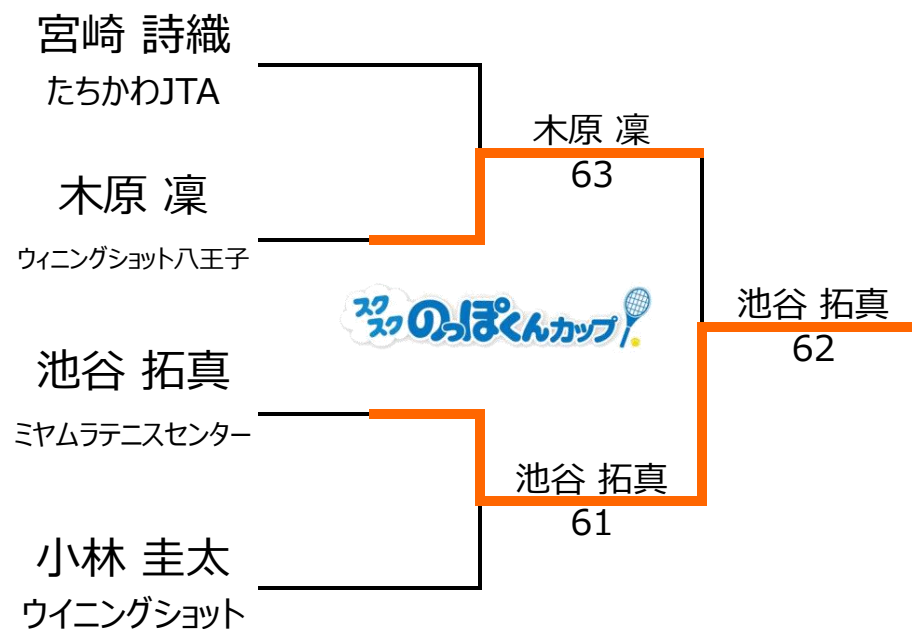 宮崎 詩織
たちかわJTA
木原 凜
63
木原 凜
ウィニングショット八王子
スク
スク
のっぽくんカップ
池谷 拓真
62
池谷 拓真
ミヤムラテニスセンター
池谷 拓真
61
小林 圭太
ウイニングショット